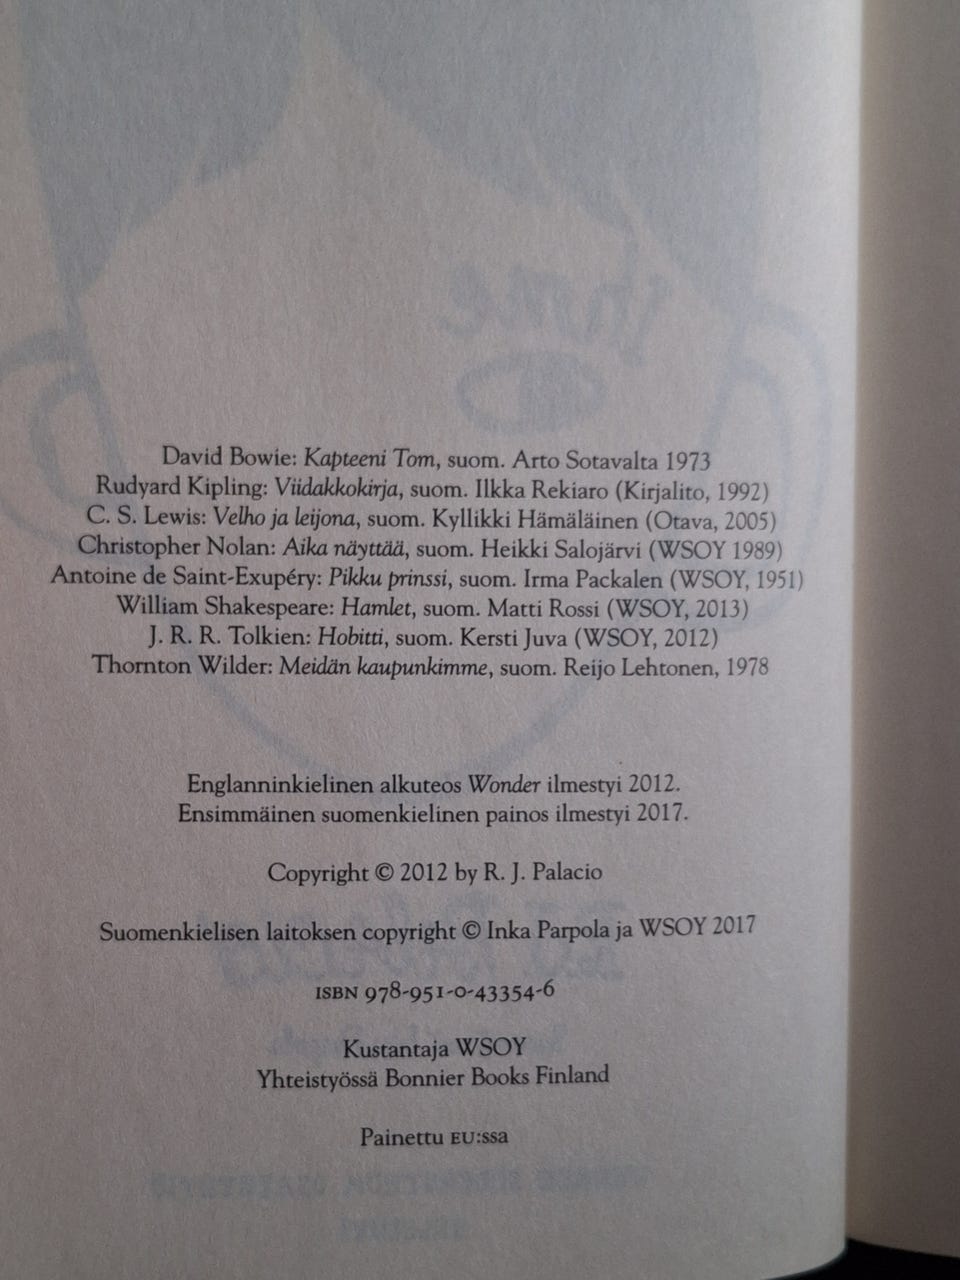 David Bowie: Kapteeni Tom, suom. Arto Sotavalta 1973
Rudyard Kipling: Viidakkokirja, suom. Ilkka Rekiaro (Kirjalito, 1992)
C. S. Lewis: Velho ja leijona, suom. Kyllikki Hämäläinen (Otava, 2005)
Christopher Nolan: Aika näyttää, suom. Heikki Salojärvi (WSOY 1989)
Antoine de Saint-Exupéry: Pikku prinssi, suom. Irma Packalen (WSOY, 1951)
William Shakespeare: Hamlet, suom. Matti Rossi (WSOY, 2013)
J. R. R. Tolkien: Hobitti, suom. Kersti Juva (WSOY, 2012)
Thornton Wilder: Meidän kaupunkimme, suom. Reijo Lehtonen, 1978
Englanninkielinen alkuteos Wonder ilmestyi 2012.
Ensimmäinen suomenkielinen painos ilmestyi 2017.
Copyright © 2012 by R. J. Palacio
Suomenkielisen laitoksen copyright © Inka Parpola ja WSOY 2017
ISBN 978-951-0-43354-6
Kustantaja WSOY
Yhteistyössä Bonnier Books Finland
Painettu EU:ssa